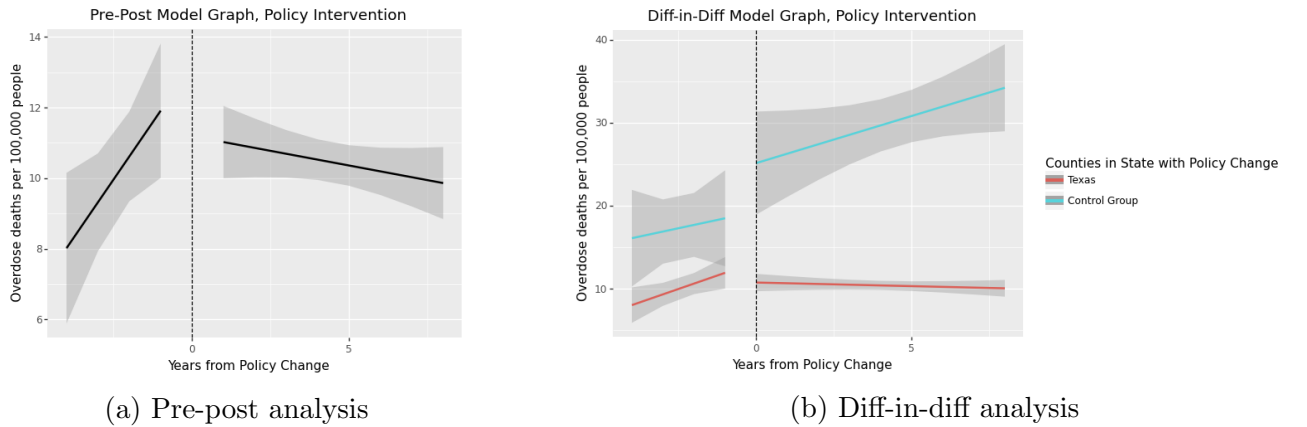 Pre-Post Model Graph, Policy Intervention
14
12
10
8
6
0
5
Overdose deaths per 100,000 people
Years from Policy Change
(a) Pre-post analysis
Diff-in-Diff Model Graph, Policy Intervention
40
30
20
10
0
5
Overdose deaths per 100,000 people
Years from Policy Change
Counties in State with Policy Change
Texas
Control Group
(b) Diff-in-diff analysis